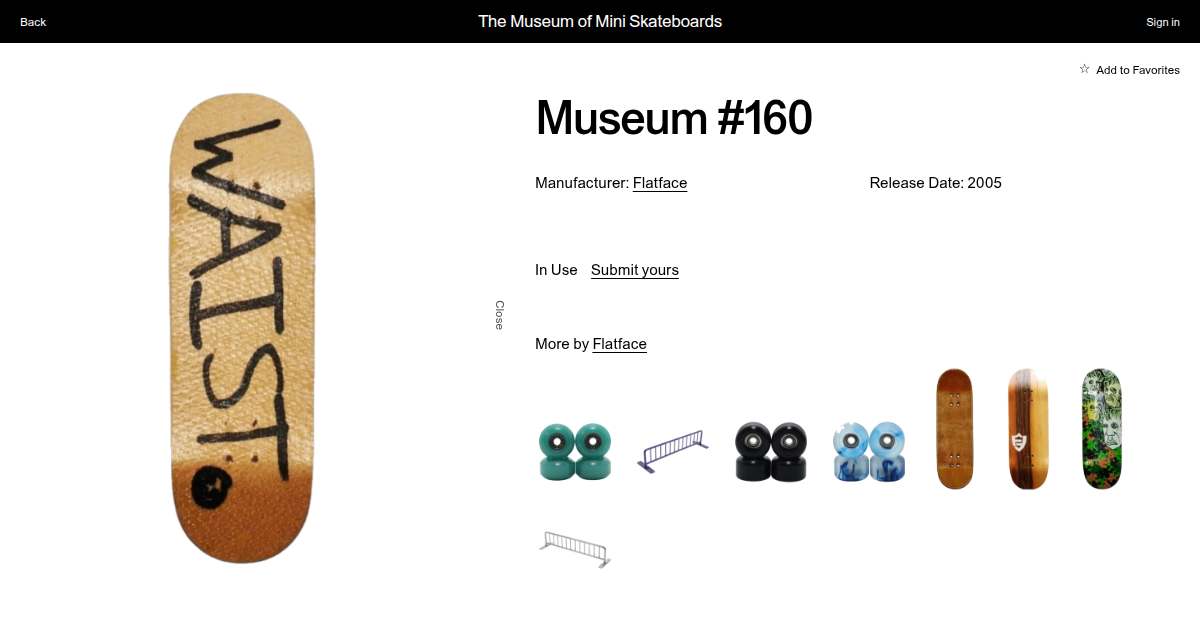 Back
The Museum of Mini Skateboards
Sign in
☆ Add to Favorites
WAIST.
Museum #160
Manufacturer: Flatface
Release Date: 2005
In Use Submit yours
Close
More by Flatface